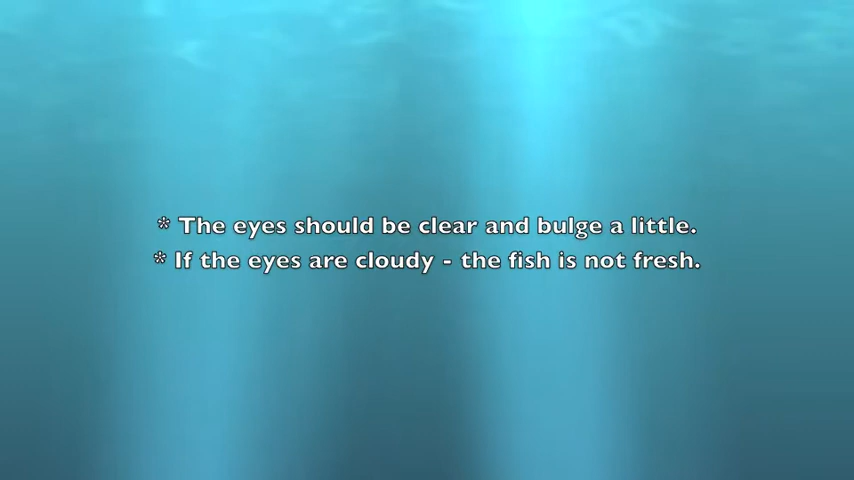 * The eyes should be clear and bulge a little.
* If the eyes are cloudy - the fish is not fresh.